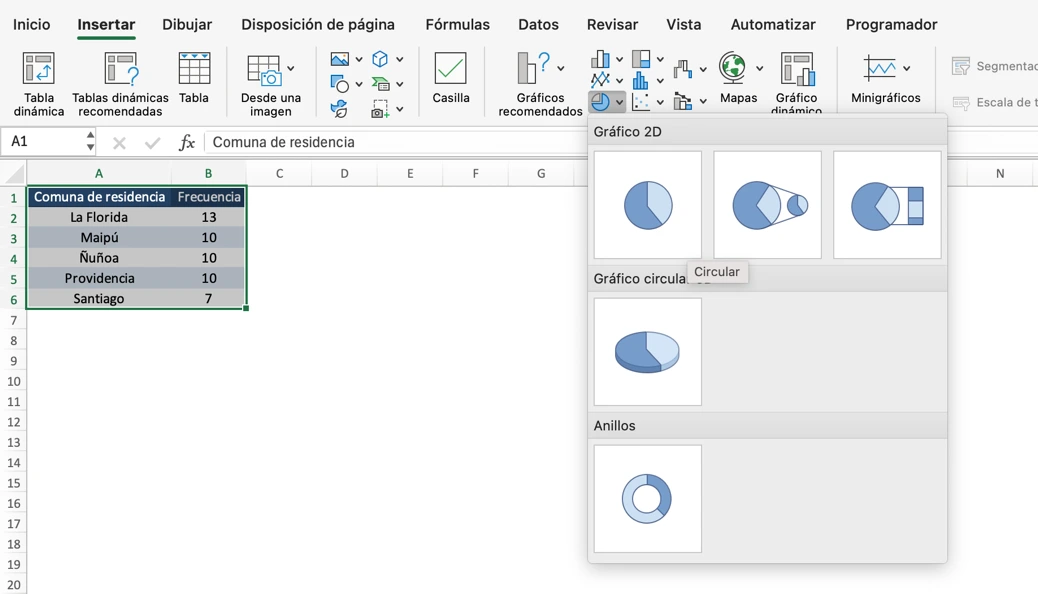 Inicio Insertar Dibujar Disposición de página Fórmulas Datos Revisar Vista Automatizar Programador
Tabla dinámica
Tablas dinámicas recomendadas
Tabla
Desde una imagen
Casilla
Gráficos recomendados
Mapas
Gráfico dinámico
Minigráficos
Escala de
A1 fx Comuna de residencia
Gráfico 2D
Circular
Gráfico circular
Anillos
A B C D E F G N
1 Comuna de residencia Frecuencia
2 La Florida 13
3 Maipú 10
4 Ñuñoa 10
5 Providencia 10
6 Santiago 7
7
8
9
10
11
12
13
14
15
16
17
18
19
20